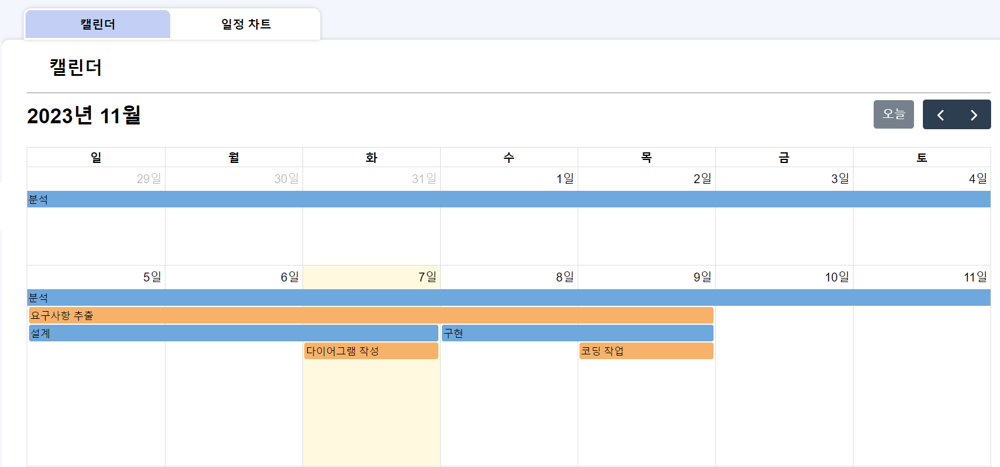 캘린더 일정 차트
캘린더
2023년 11월 오늘
일 월 화 수 목 금 토
29일 30일 31일 1일 2일 3일 4일
분석
5일 6일 7일 8일 9일 10일 11일
분석
요구사항 추출
설계 구현
다이어그램 작성 코딩 작업